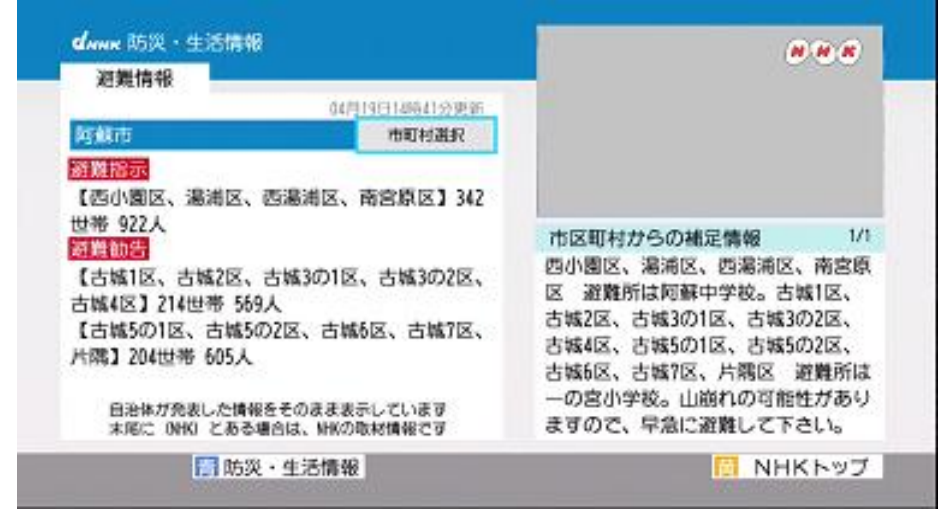 dNHK 防災・生活情報
NHK
避難情報
04月19日14時41分更新
阿蘇市
市町村選択
避難指示
【西小園区、湯浦区、西湯浦区、南宮原区】342
世帯 922人
避難勧告
【古城1区、古城2区、古城3の1区、古城3の2区、
古城4区】214世帯 569人
【古城5の1区、古城5の2区、古城6区、古城7区、
片隅】204世帯 605人
自治体が発表した情報をそのまま表示しています
末尾に (NHK) とある場合は、NHKの取材情報です
市区町村からの補足情報 1/1
西小園区、湯浦区、西湯浦区、南宮原
区 避難所は阿蘇中学校。古城1区、
古城2区、古城3の1区、古城3の2区、
古城4区、古城5の1区、古城5の2区、
古城6区、古城7区、片隅区 避難所は
一の宮小学校。山崩れの可能性があり
ますので、早急に避難して下さい。
青 防災・生活情報
黄 NHKトップ